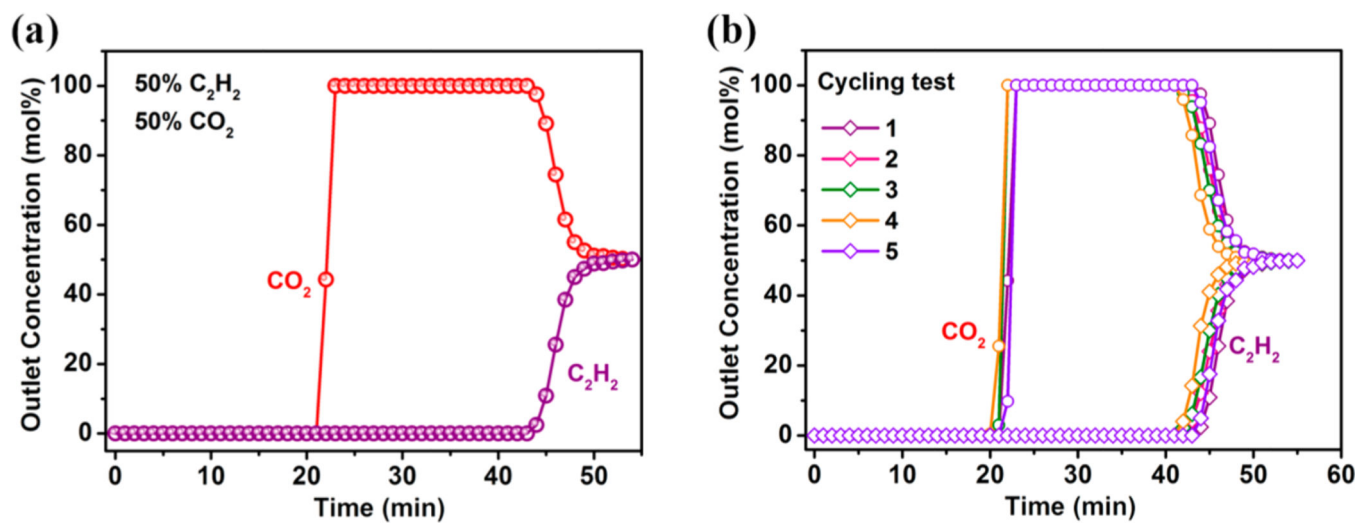 (a)
50% C₂H₂
50% CO₂
Outlet Concentration (mol%)
100
80
60
40
20
0
CO₂
C₂H₂
0 10 20 30 40 50
Time (min)
(b)
Cycling test
1
2
3
4
5
Outlet Concentration (mol%)
100
80
60
40
20
0
CO₂
C₂H₂
0 10 20 30 40 50 60
Time (min)